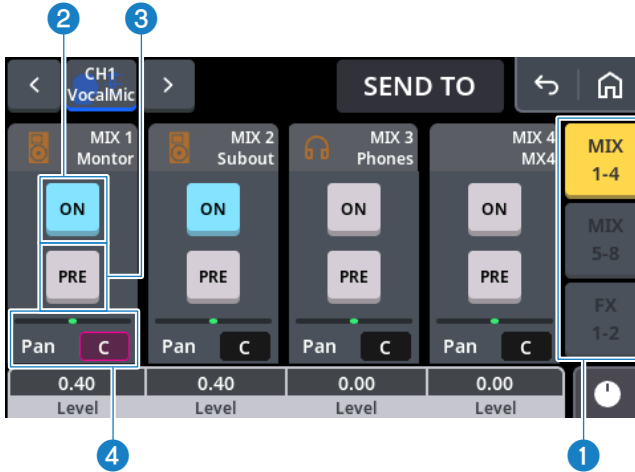 2 3
CH1
VocalMic
SEND TO
MIX 1
Montor
MIX 2
Subout
MIX 3
Phones
MIX 4
MX4
MIX
1-4
ON ON ON ON
MIX
5-8
PRE PRE PRE PRE
FX
1-2
Pan C Pan C Pan C Pan C
0.40 0.40 0.00 0.00
Level Level Level Level
4 1